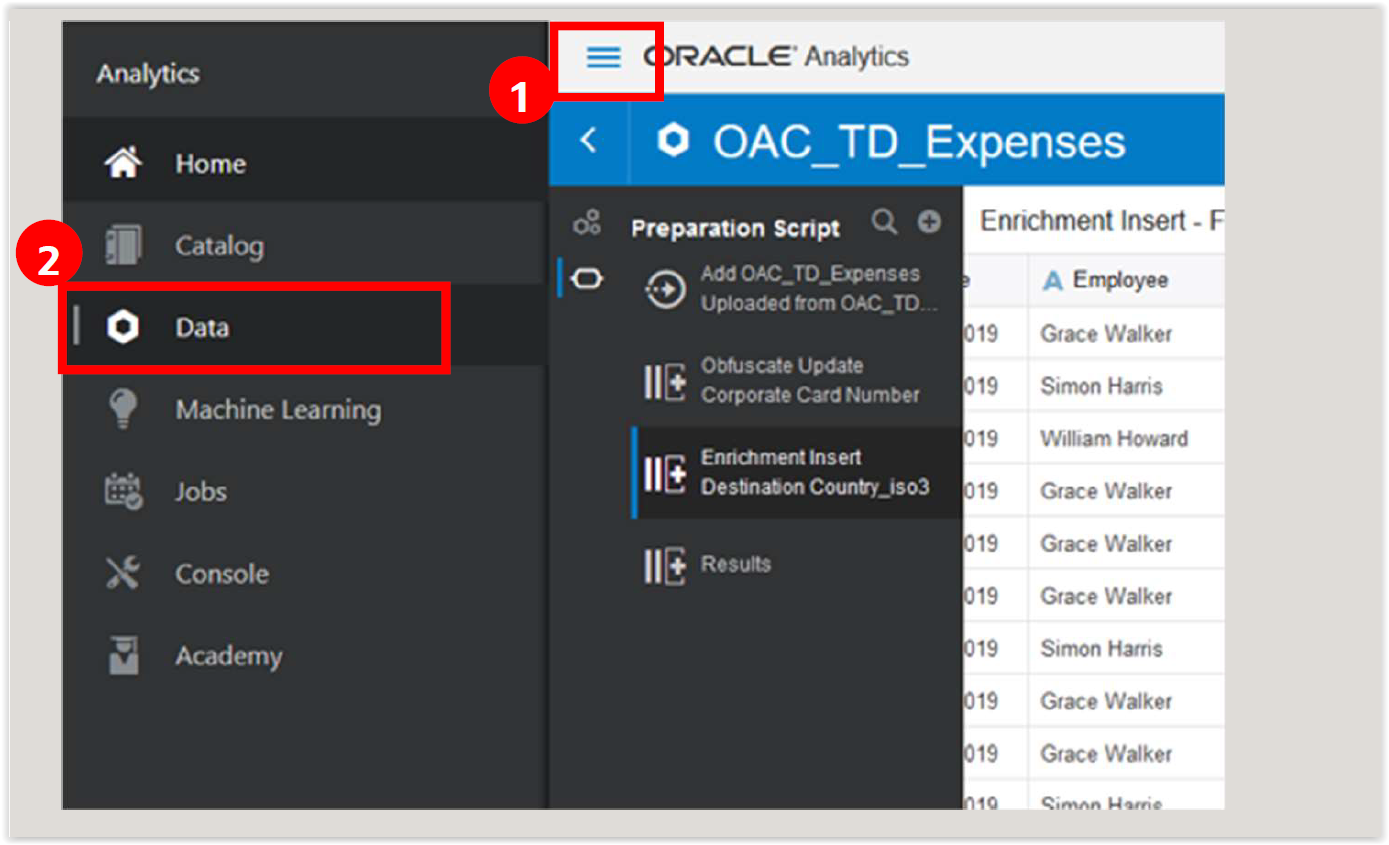 Analytics
Home
Catalog
Data
Machine Learning
Jobs
Console
Academy
1
2
ORACLE Analytics
OAC_TD_Expenses
Preparation Script
Add OAC_TD_Expenses
Uploaded from OAC_TD...
Obfuscate Update
Corporate Card Number
Enrichment Insert
Destination Country_iso3
Results
Enrichment Insert - F
A Employee
019 Grace Walker
019 Simon Harris
019 William Howard
019 Grace Walker
019 Grace Walker
019 Grace Walker
019 Simon Harris
019 Grace Walker
019 Grace Walker
019 Simon Harris